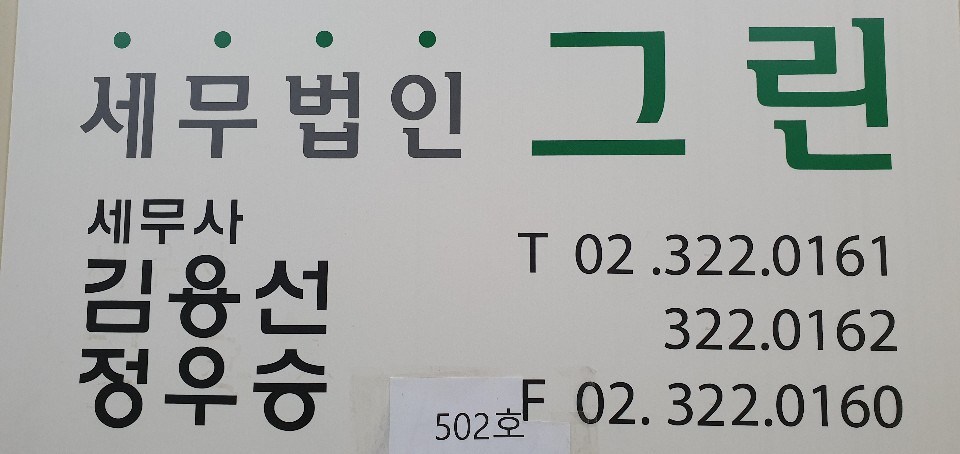 세무법인 그린
세무사
김용선
정우승
T 02 .322.0161
322.0162
F 02. 322.0160
502호